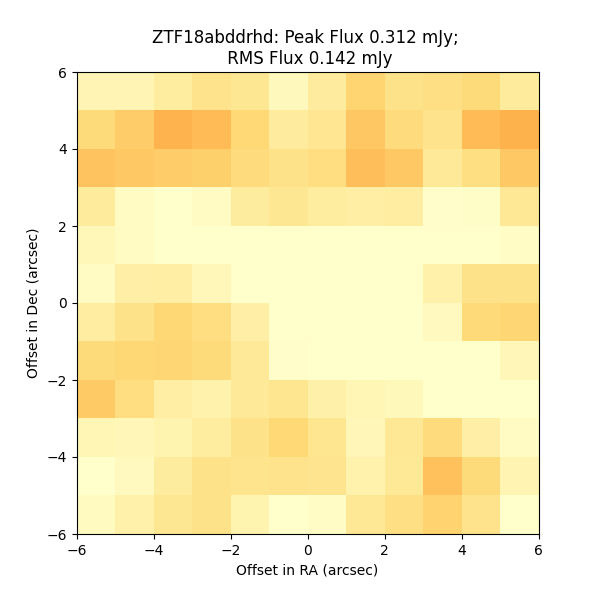 ZTF18abddrhd: Peak Flux 0.312 mJy;
RMS Flux 0.142 mJy
6
4
2
0
−2
−4
−6
Offset in Dec (arcsec)
−6 −4 −2 0 2 4 6
Offset in RA (arcsec)